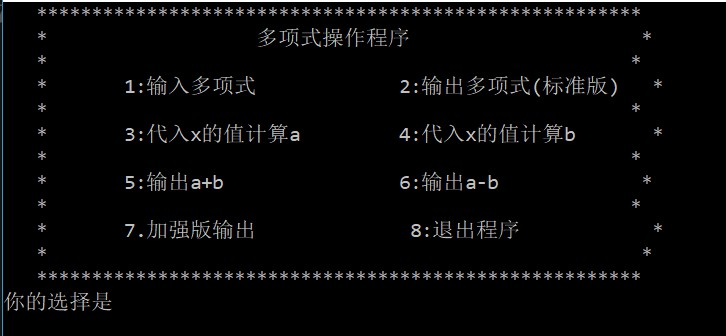 *******************************************************
* 多项式操作程序 *
* *
* 1:输入多项式 2:输出多项式(标准版) *
* *
* 3:代入x的值计算a 4:代入x的值计算b *
* *
* 5:输出a+b 6:输出a-b *
* *
* 7.加强版输出 8:退出程序 *
* *
*******************************************************
你的选择是